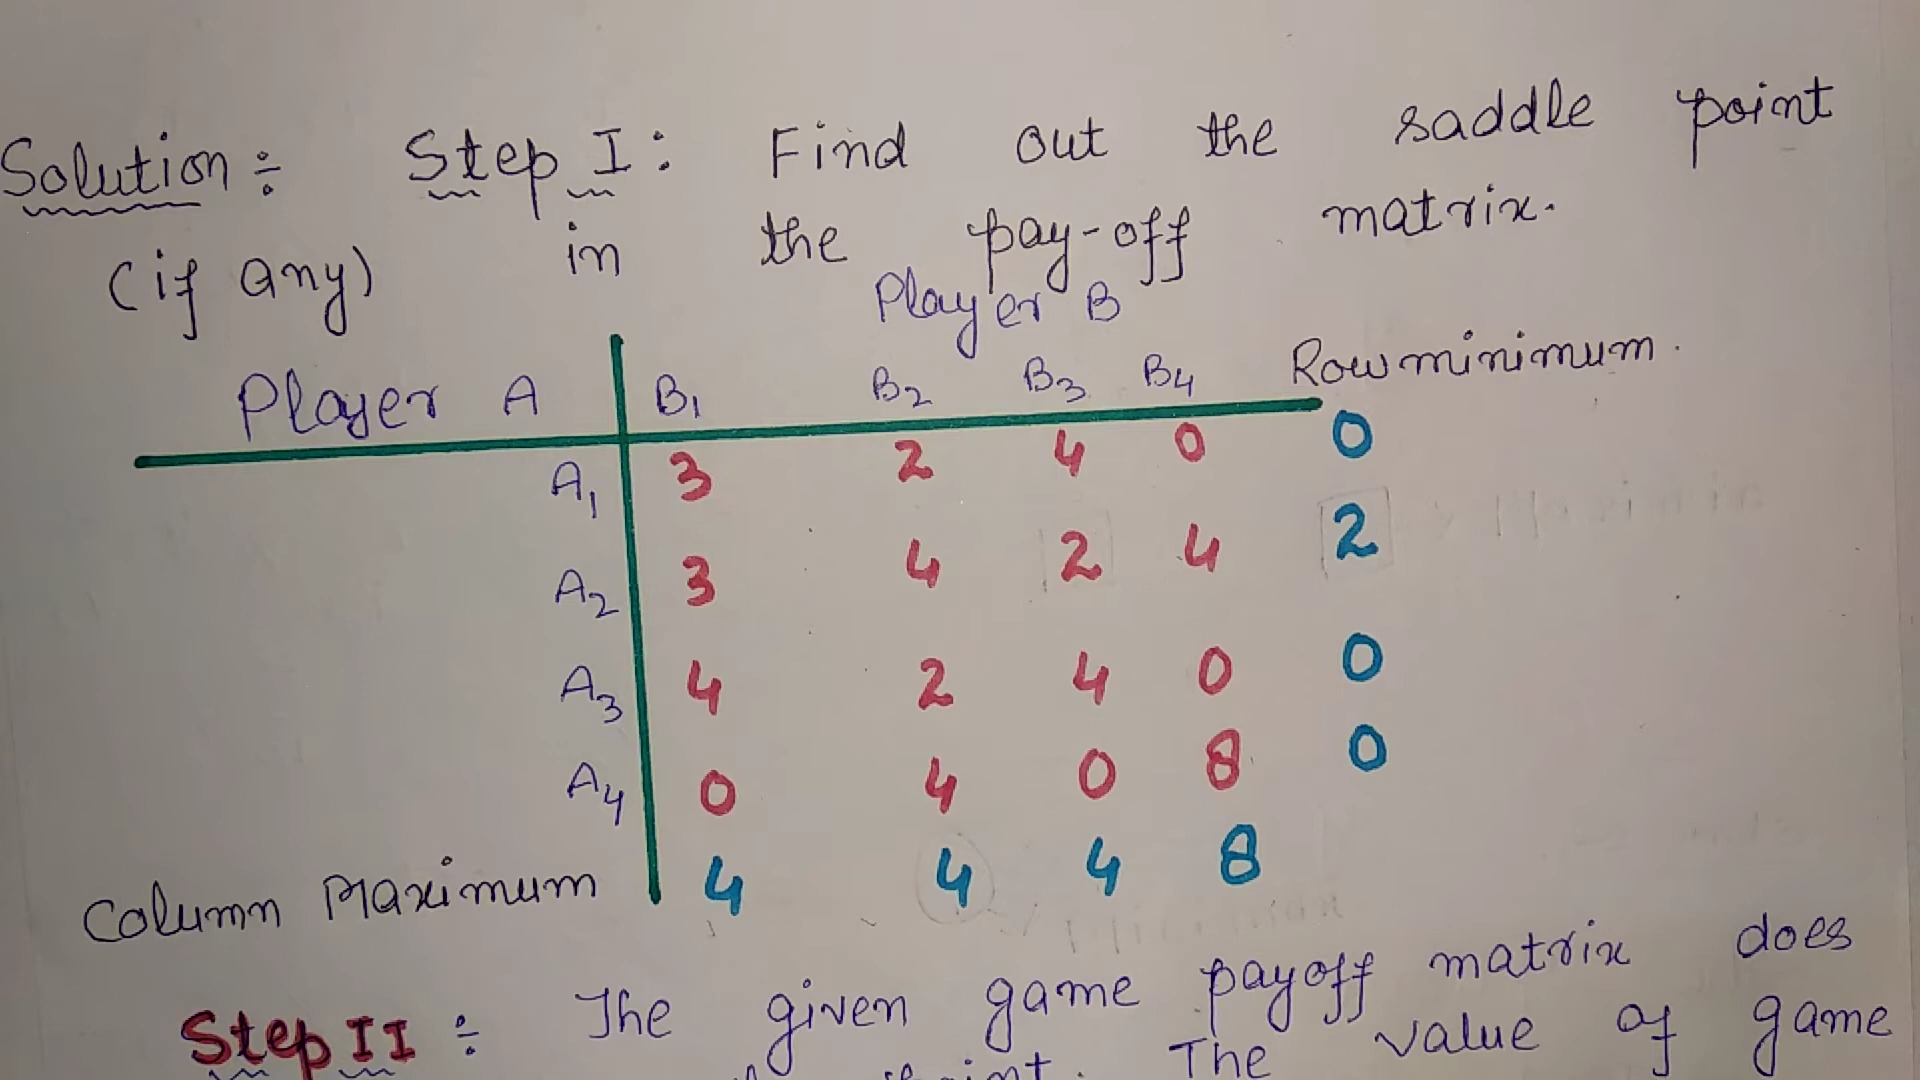 Solution ÷ Step I : Find out the saddle point
(if any) in the pay-off matrix.
Player B
Player A B₁ B₂ B₃ B₄ Row minimum.
A₁ 3 2 4 0 0
A₂ 3 4 2 4 2
A₃ 4 2 4 0 0
A₄ 0 4 0 8 0
Column Maximum 4 4 4 8
Step II ÷ The given game payoff matrix does
The value of game